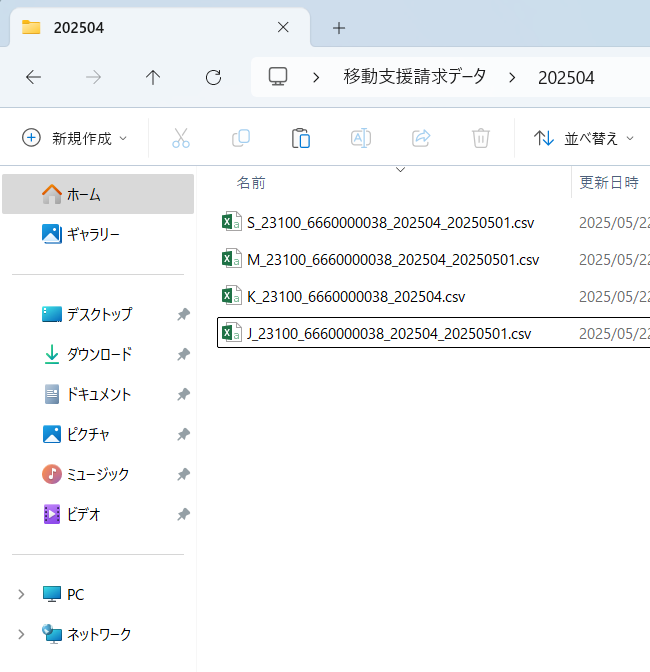 202504
移動支援請求データ
202504
新規作成
並べ替え
名前
更新日時
ホーム
ギャラリー
デスクトップ
ダウンロード
ドキュメント
ピクチャ
ミュージック
ビデオ
PC
ネットワーク
S_23100_6660000038_202504_20250501.csv
2025/05/22
M_23100_6660000038_202504_20250501.csv
2025/05/22
K_23100_6660000038_202504.csv
2025/05/22
J_23100_6660000038_202504_20250501.csv
2025/05/22